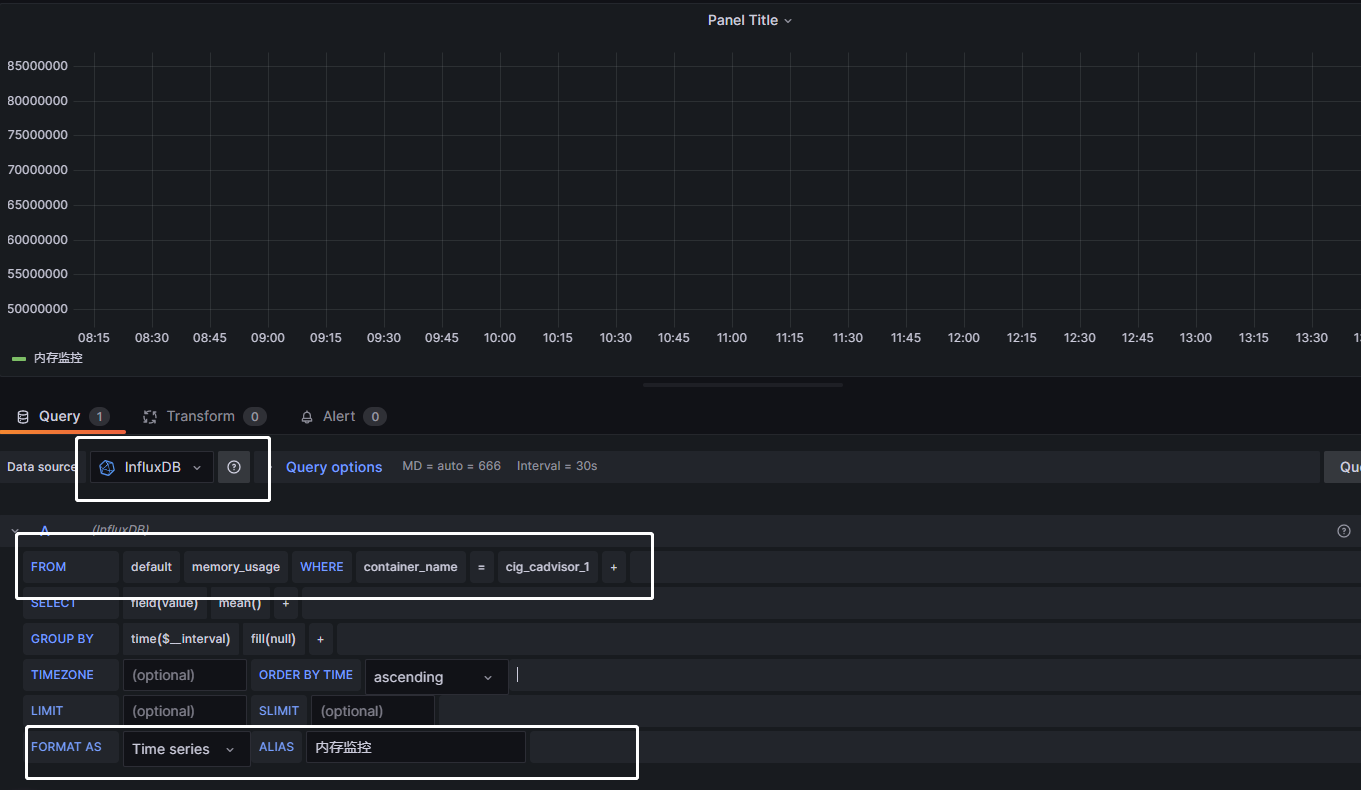 Panel Title
85000000
80000000
75000000
70000000
65000000
60000000
55000000
50000000
08:15 08:30 08:45 09:00 09:15 09:30 09:45 10:00 10:15 10:30 10:45 11:00 11:15 11:30 11:45 12:00 12:15 12:30 12:45 13:00 13:15 13:30
内存监控
Query 1 Transform 0 Alert 0
Data source InfluxDB Query options MD = auto = 666 Interval = 30s
A (InfluxDB)
FROM default memory_usage WHERE container_name = cig_cadvisor_1 +
SELECT field(value) mean() +
GROUP BY time($__interval) fill(null) +
TIMEZONE (optional) ORDER BY TIME ascending
LIMIT (optional) SLIMIT (optional)
FORMAT AS Time series ALIAS 内存监控